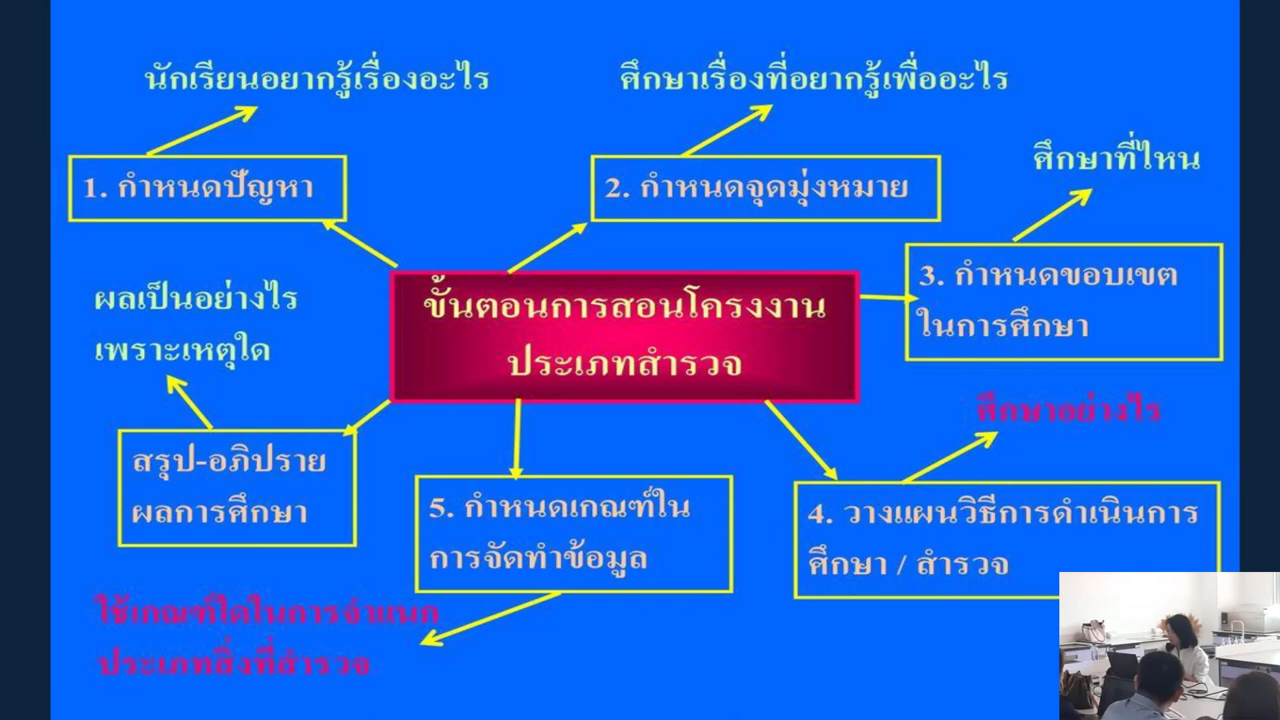 นักเรียนอยากรู้เรื่องอะไร
ศึกษาเรื่องที่อยากรู้เพื่ออะไร
1. กำหนดปัญหา
2. กำหนดจุดมุ่งหมาย
ศึกษาที่ไหน
3. กำหนดขอบเขต
ในการศึกษา
ขั้นตอนการสอนโครงงาน
ประเภทสำรวจ
ผลเป็นอย่างไร
เพราะเหตุใด
ศึกษาอย่างไร
สรุป-อภิปราย
ผลการศึกษา
5. กำหนดเกณฑ์ใน
การจัดทำข้อมูล
4. วางแผนวิธีการดำเนินการ
ศึกษา / สำรวจ
ใช้เกณฑ์ใดในการจำแนก
ประเภทสิ่งที่สำรวจ